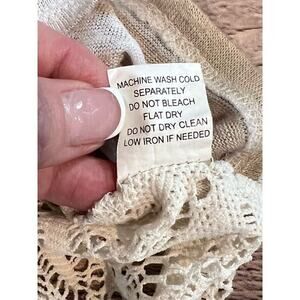 MACHINE WASH COLD
SEPARATELY
DO NOT BLEACH
FLAT DRY
DO NOT DRY CLEAN
LOW IRON IF NEEDED